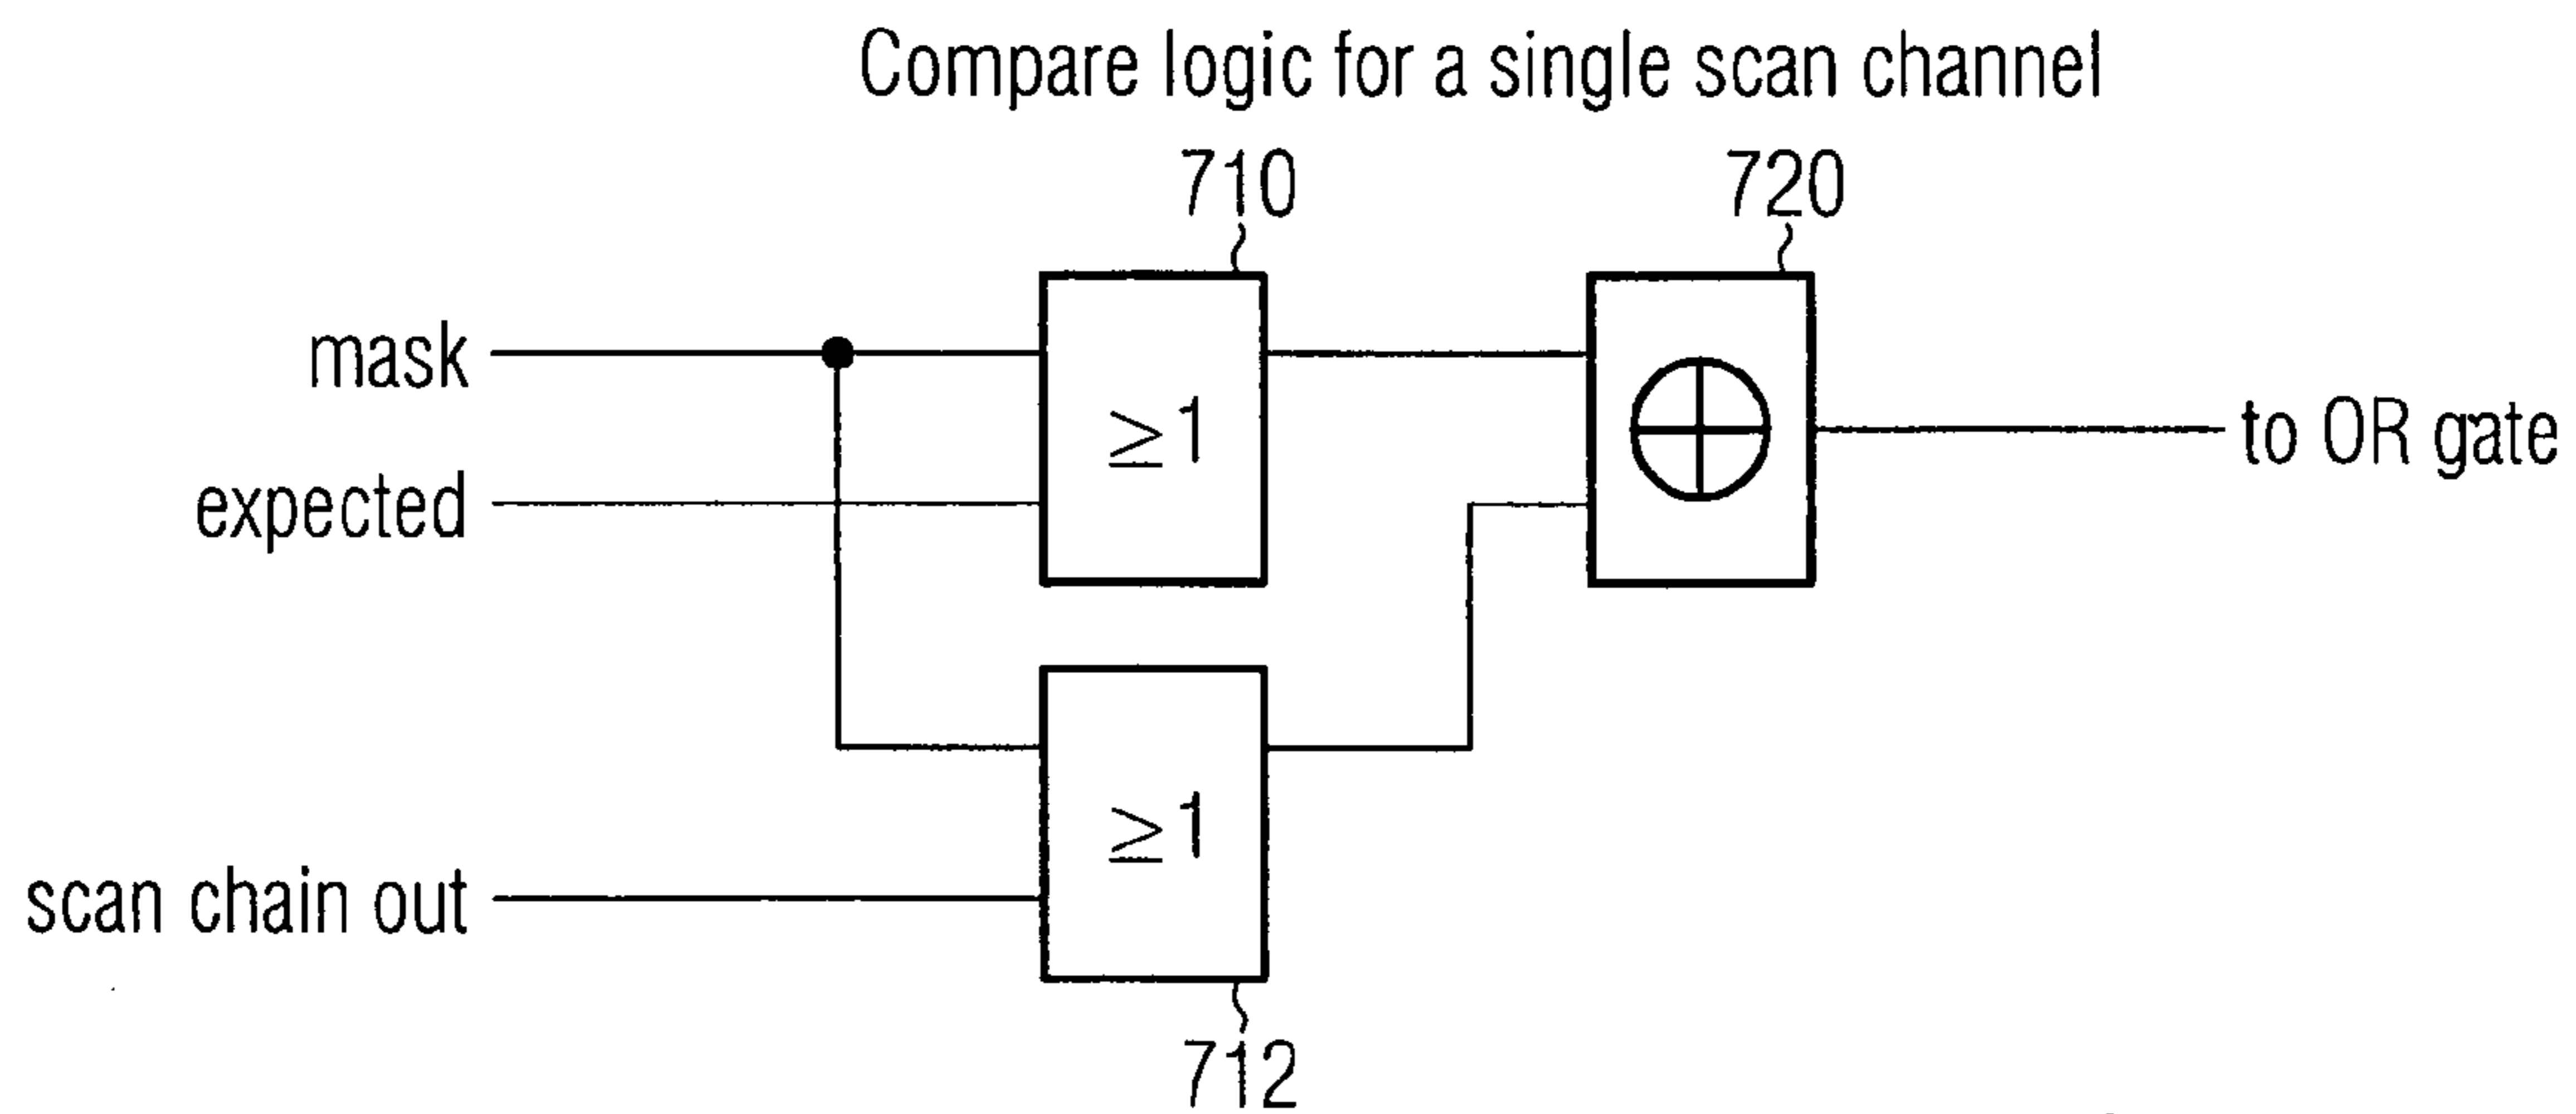 Compare logic for a single scan channel
710
720
mask
expected
≥1
⊕
to OR gate
scan chain out
≥1
712